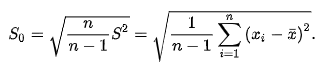 $S_0 = \sqrt{\frac{n}{n-1} S^2} = \sqrt{\frac{1}{n-1} \sum_{i=1}^{n} (x_i - \bar{x})^2}.$